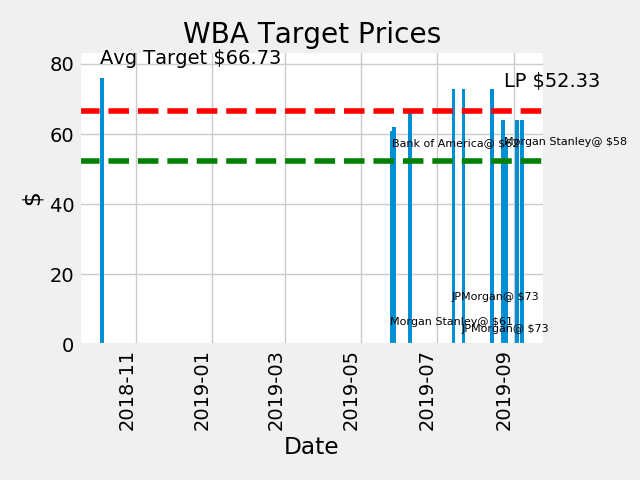 WBA Target Prices
Avg Target $66.73
LP $52.33
80
60
40
20
0
$
Bank of America@ $62
Morgan Stanley@ $58
JPMorgan@ $73
Morgan Stanley@ $61
JPMorgan@ $73
2018-11
2019-01
2019-03
2019-05
2019-07
2019-09
Date